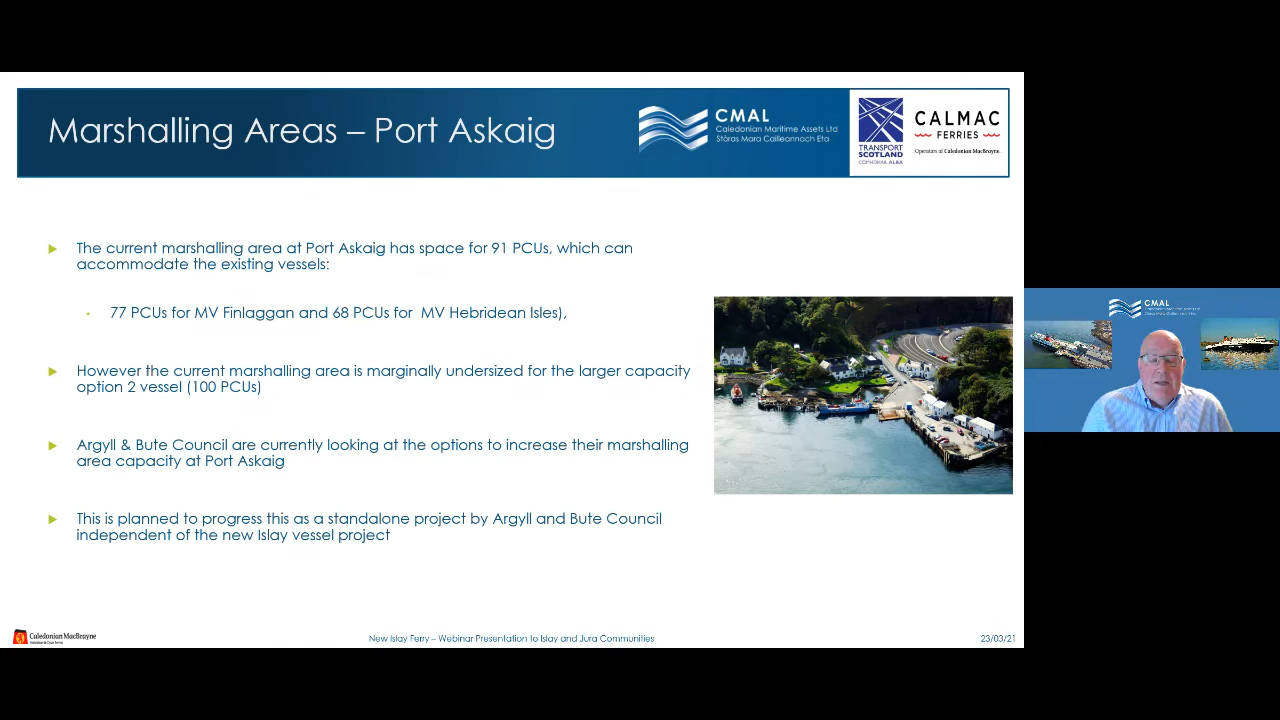 Marshalling Areas – Port Askaig
CMAL
Caledonian Maritime Assets Ltd
Stòras Mara Cailleannach Eta
TRANSPORT
SCOTLAND
CÒMHDHAIL ALBA
CALMAC
FERRIES
Operators of Caledonian MacBrayne
The current marshalling area at Port Askaig has space for 91 PCUs, which can
accommodate the existing vessels:
77 PCUs for MV Finlaggan and 68 PCUs for MV Hebridean Isles),
However the current marshalling area is marginally undersized for the larger capacity
option 2 vessel (100 PCUs)
Argyll & Bute Council are currently looking at the options to increase their marshalling
area capacity at Port Askaig
This is planned to progress this as a standalone project by Argyll and Bute Council
independent of the new Islay vessel project
CMAL
Caledonian MacBrayne
New Islay Ferry – Webinar Presentation to Islay and Jura Communities
23/03/21